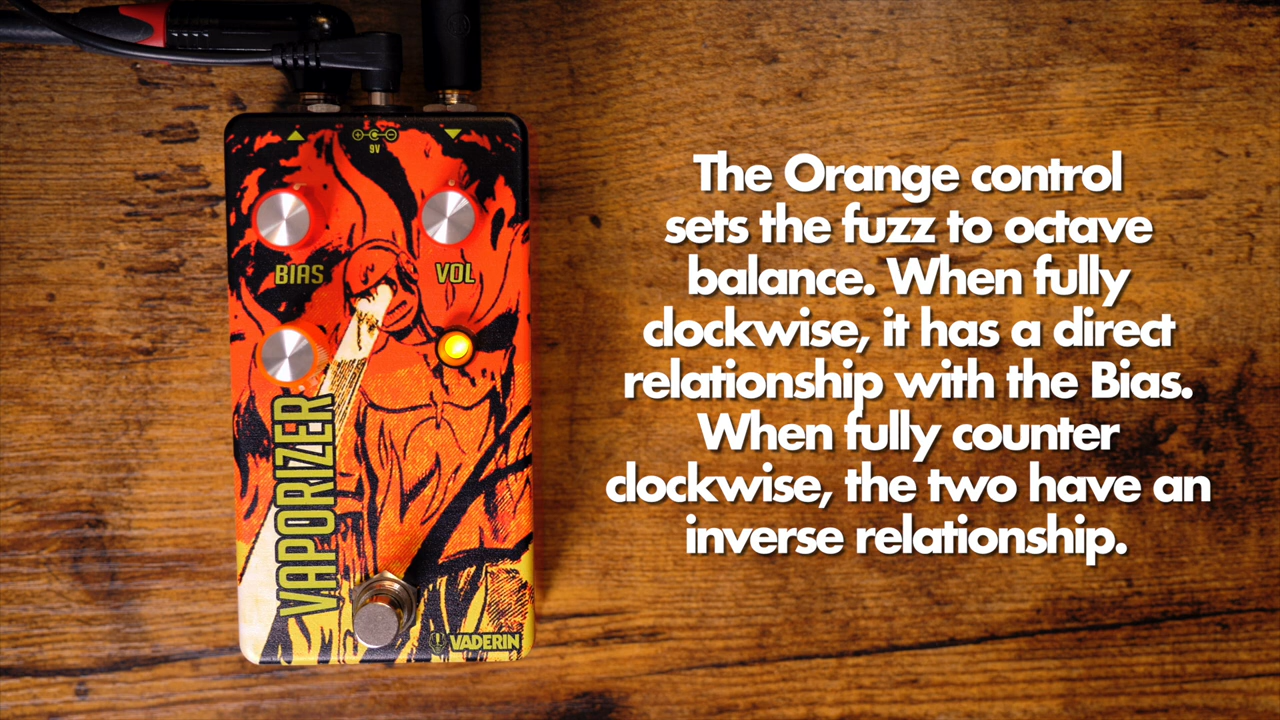 9V
BIAS
VOL
VAPORIZER
VADERIN
The Orange control
sets the fuzz to octave
balance. When fully
clockwise, it has a direct
relationship with the Bias.
When fully counter
clockwise, the two have an
inverse relationship.